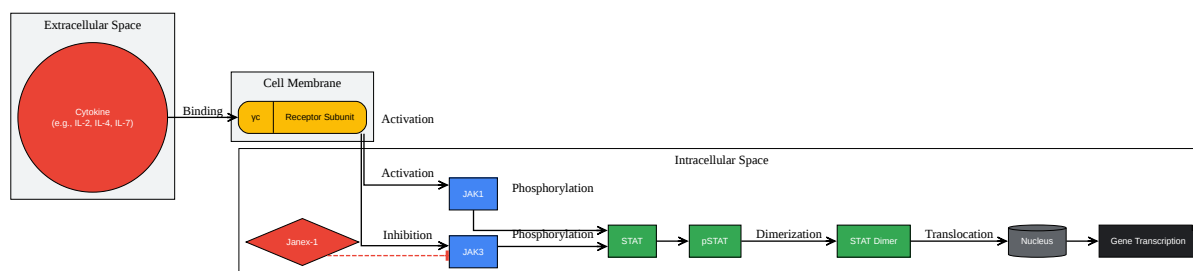 Extracellular Space
Cytokine
(e.g., IL-2, IL-4, IL-7)
Binding
Cell Membrane
γc
Receptor Subunit
Activation
Intracellular Space
Activation
JAK1
Phosphorylation
Janex-1
Inhibition
JAK3
Phosphorylation
STAT
pSTAT
Dimerization
STAT Dimer
Translocation
Nucleus
Gene Transcription